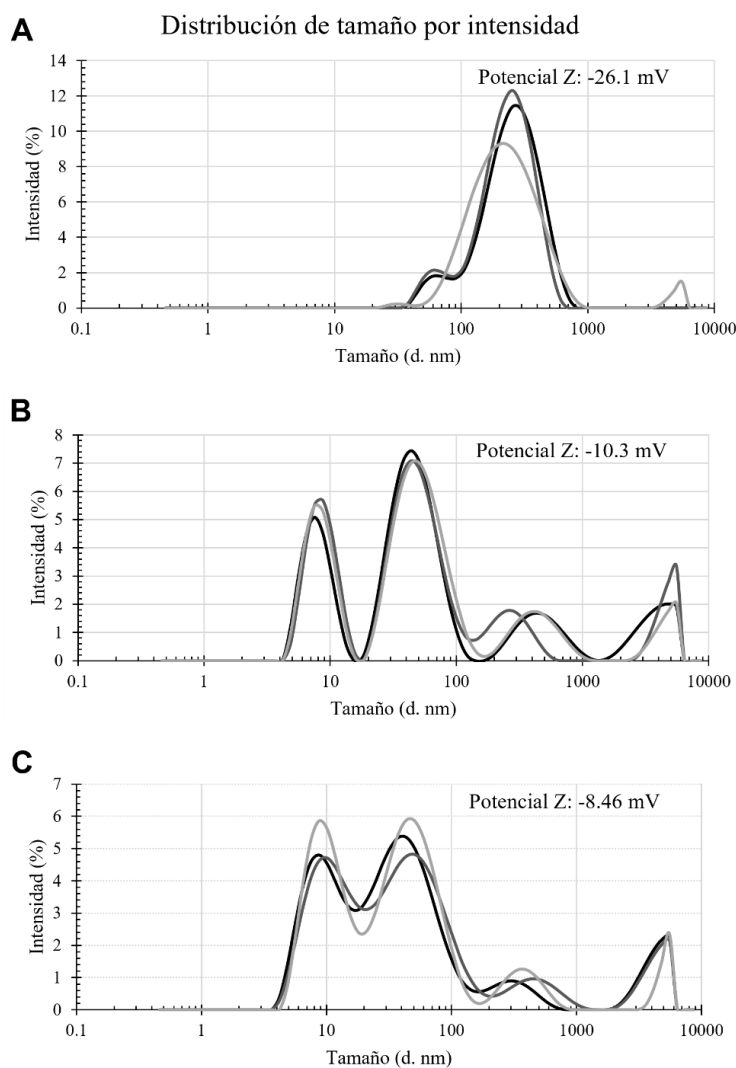 A
Distribución de tamaño por intensidad
Potencial Z: -26.1 mV
Intensidad (%)
14
12
10
8
6
4
2
0
0.1 1 10 100 1000 10000
Tamaño (d. nm)
B
Potencial Z: -10.3 mV
Intensidad (%)
8
7
6
5
4
3
2
1
0
0.1 1 10 100 1000 10000
Tamaño (d. nm)
C
Potencial Z: -8.46 mV
Intensidad (%)
7
6
5
4
3
2
1
0
0.1 1 10 100 1000 10000
Tamaño (d. nm)